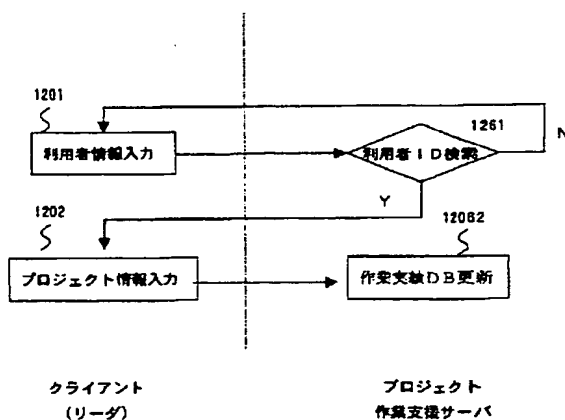 1201
1261
N
利用者情報入力
利用者ID検索
Y
1202
12062
プロジェクト情報入力
作業実績DB更新
クライアント
(リーダ)
プロジェクト
作業支援サーバ